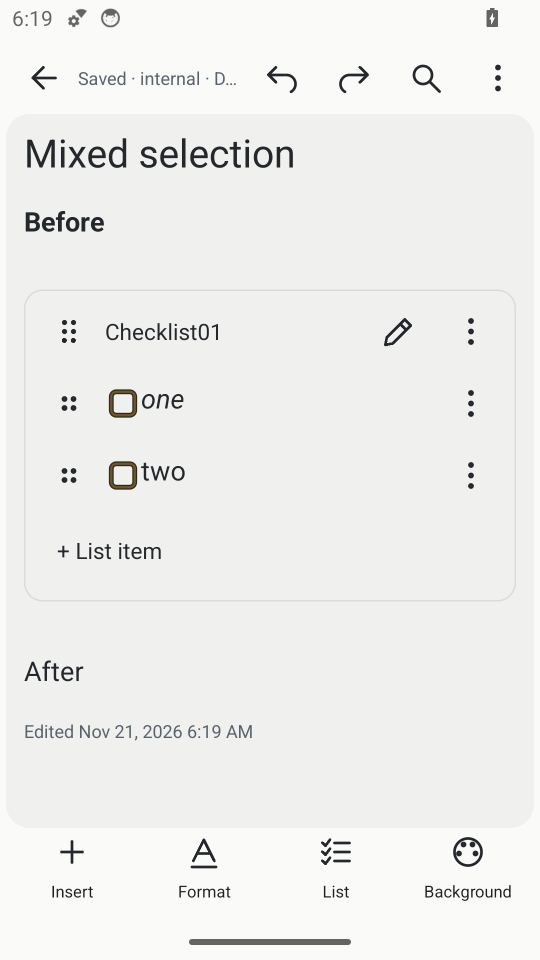 6:19
Saved · internal · D…
Mixed selection
Before
Checklist01
one
two
+ List item
After
Edited Nov 21, 2026 6:19 AM
Insert
Format
List
Background